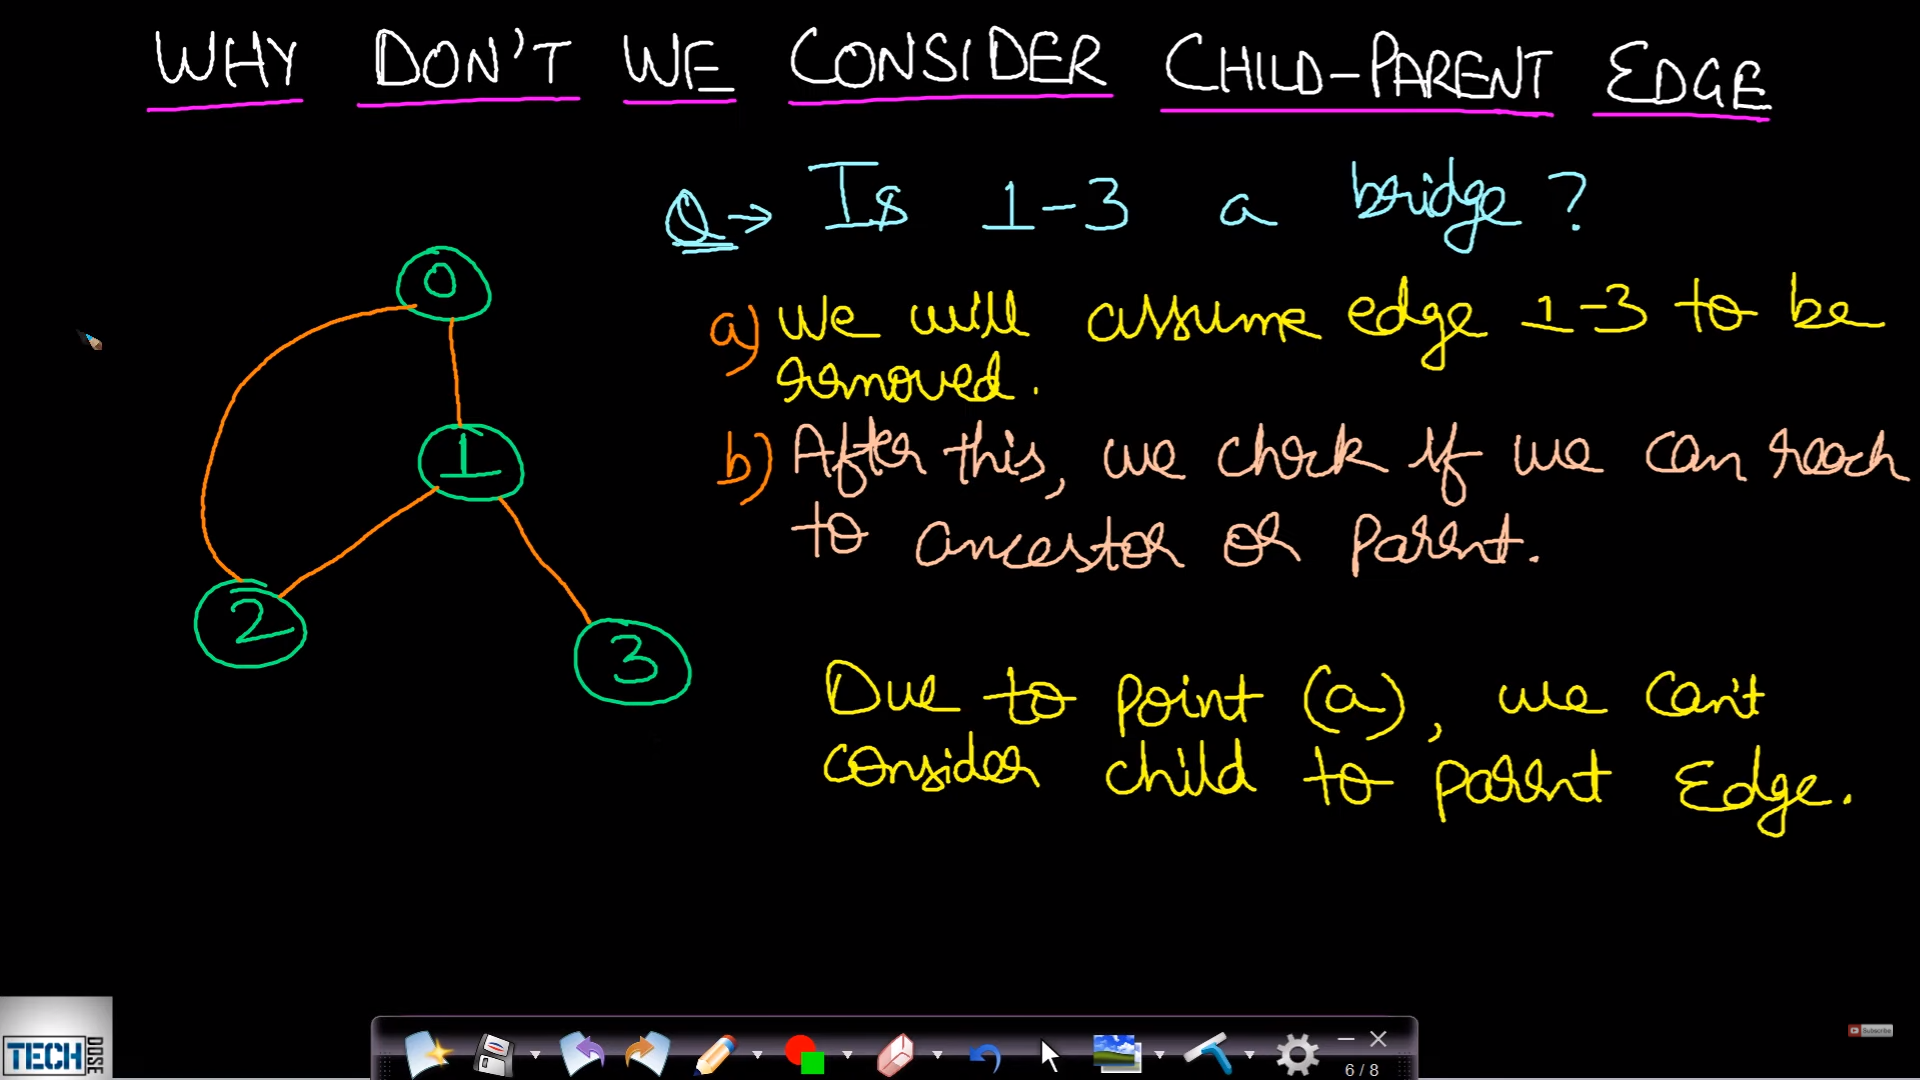 WHY DON'T WE CONSIDER CHILD-PARENT EDGE
Q→ Is 1-3 a bridge?
a) We will assume edge 1-3 to be
removed.
b) After this, we check if we can reach
to ancestor or parent.
0
1
2
3
Due to point (a), we can't
consider child to parent Edge.
TECH
DOSE
Subscribe
6/8